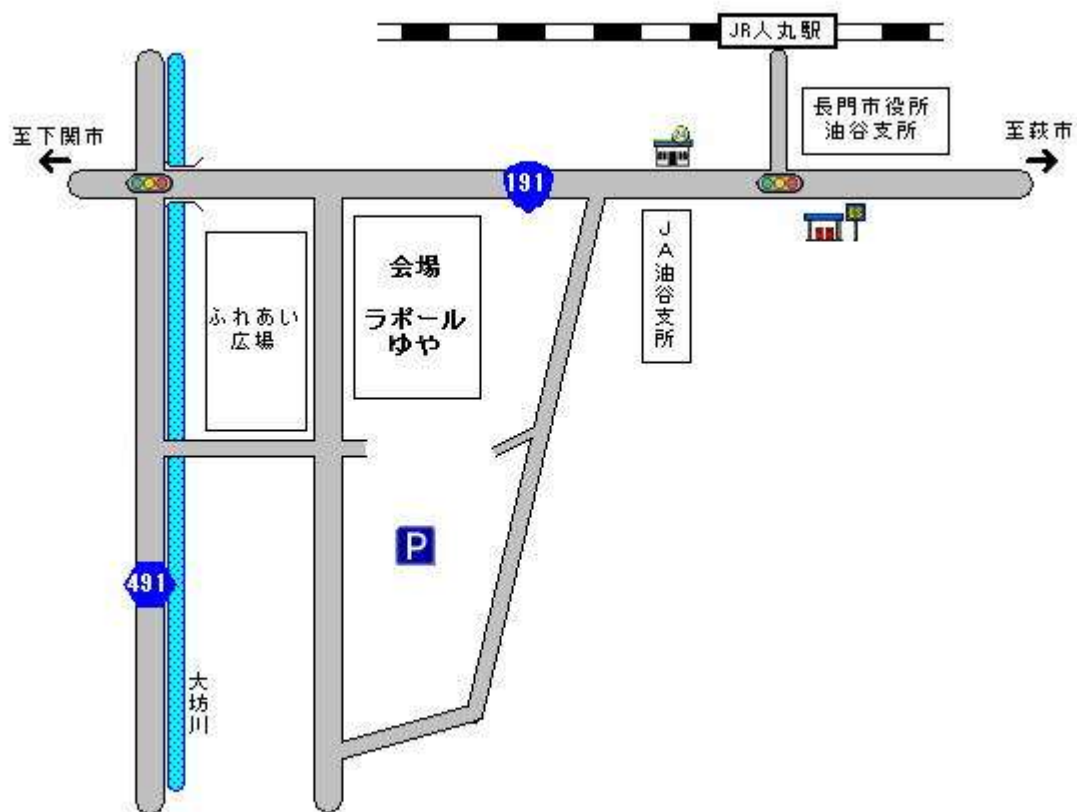 JR人丸駅
長門市役所
油谷支所
至下関市
至萩市
191
JA油谷支所
会場
ラポール
ゆや
ふれあい
広場
P
491
大坊川